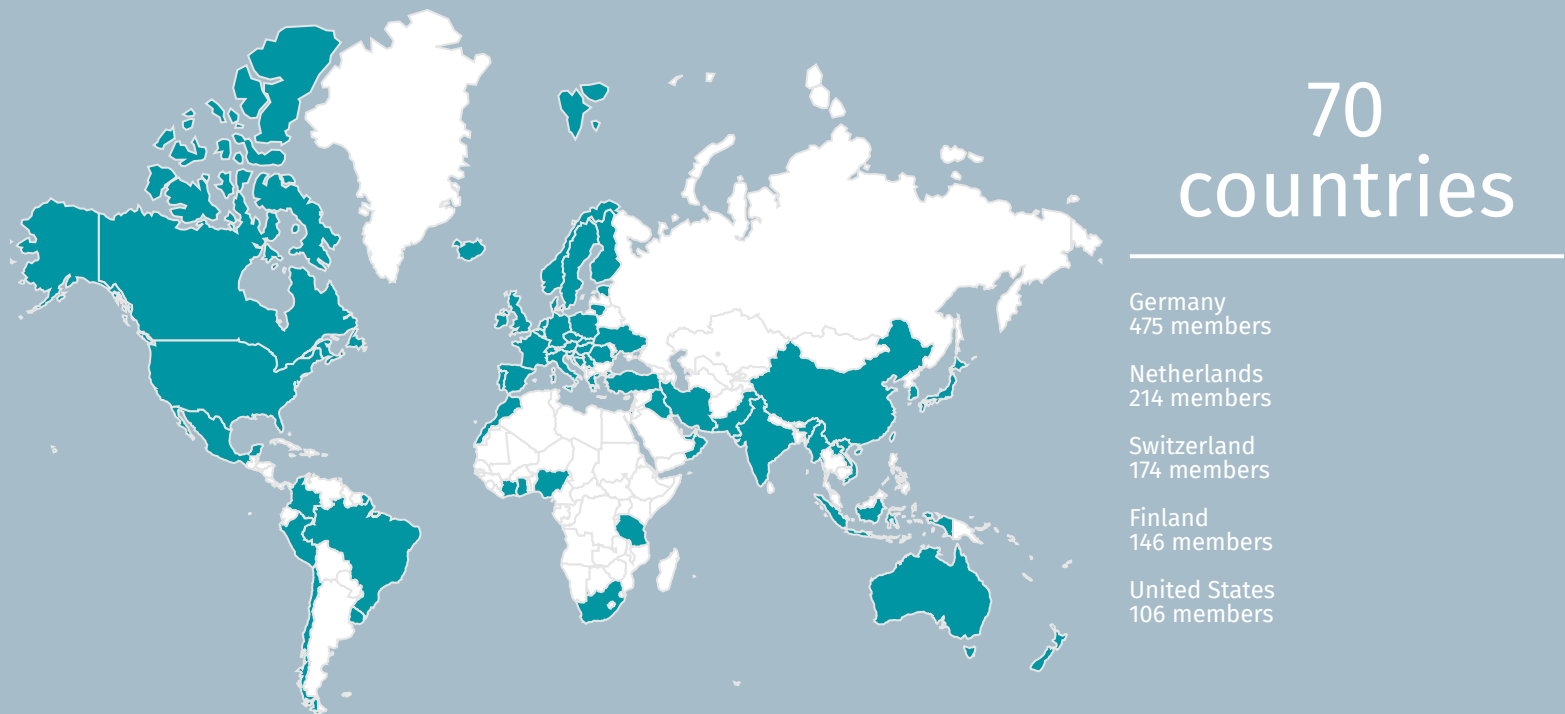 70
countries
Germany
475 members
Netherlands
214 members
Switzerland
174 members
Finland
146 members
United States
106 members